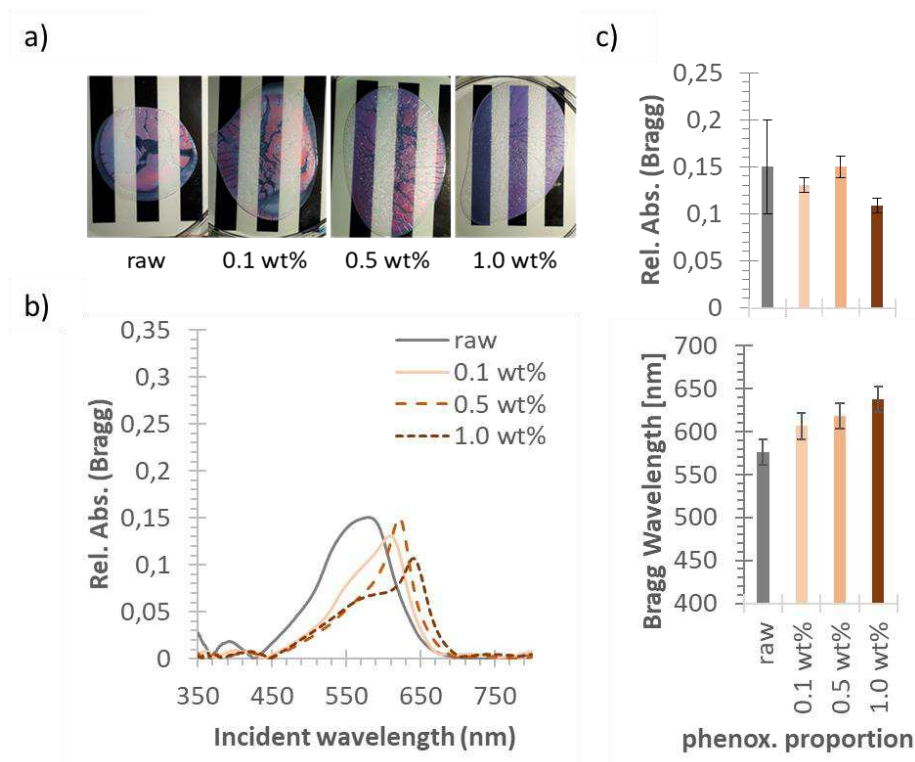 a)
raw
0.1 wt%
0.5 wt%
1.0 wt%
b)
0,35
0,3
0,25
0,2
0,15
0,1
0,05
0
Rel. Abs. (Bragg)
raw
0.1 wt%
0.5 wt%
1.0 wt%
350
450
550
650
750
Incident wavelength (nm)
c)
0,25
0,2
0,15
0,1
0,05
0
Rel. Abs. (Bragg)
700
650
600
550
500
450
400
Bragg Wavelength [nm]
raw
0.1 wt%
0.5 wt%
1.0 wt%
phenox. proportion